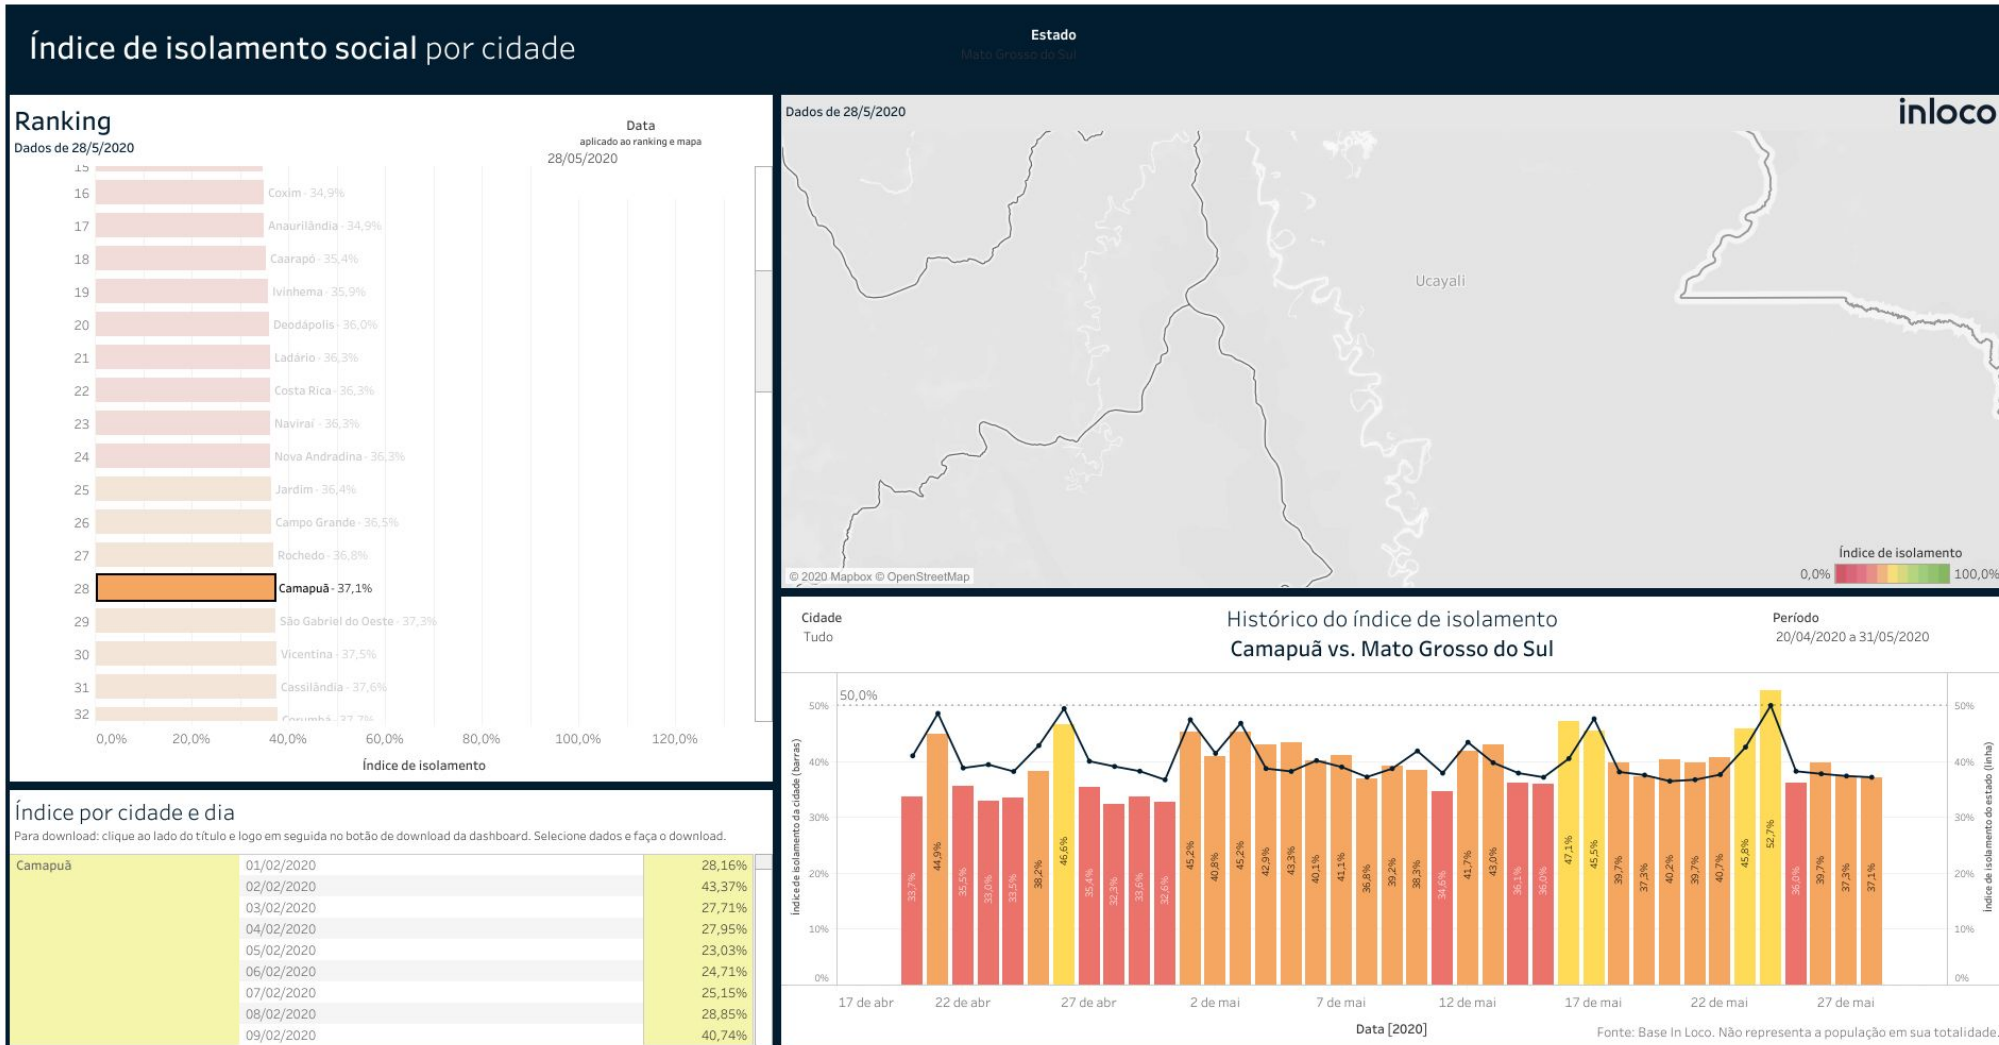 Índice de isolamento social por cidade
Estado
Mato Grosso do Sul
Ranking
Dados de 28/5/2020
Data
aplicado ao ranking e mapa
28/05/2020
15
16 Coxim - 34,9%
17 Anaurilândia - 34,9%
18 Caarapó - 35,4%
19 Ivinhema - 35,9%
20 Deodápolis - 36,0%
21 Ladário - 36,3%
22 Costa Rica - 36,3%
23 Naviraí - 36,3%
24 Nova Andradina - 36,3%
25 Jardim - 36,4%
26 Campo Grande - 36,5%
27 Rochedo - 36,8%
28 Camapuã - 37,1%
29 São Gabriel do Oeste - 37,3%
30 Vicentina - 37,5%
31 Cassilândia - 37,6%
32 Corumbá - 37,7%
0,0% 20,0% 40,0% 60,0% 80,0% 100,0% 120,0%
Índice de isolamento
Dados de 28/5/2020
inloco
Ucayali
Índice de isolamento
0,0% 100,0%
© 2020 Mapbox © OpenStreetMap
Índice por cidade e dia
Para download: clique ao lado do título e logo em seguida no botão de download da dashboard. Selecione dados e faça o download.
Camapuã 01/02/2020 28,16%
02/02/2020 43,37%
03/02/2020 27,71%
04/02/2020 27,95%
05/02/2020 23,03%
06/02/2020 24,71%
07/02/2020 25,15%
08/02/2020 28,85%
09/02/2020 40,74%
Cidade
Tudo
Histórico do índice de isolamento
Camapuã vs. Mato Grosso do Sul
Período
20/04/2020 a 31/05/2020
50,0%
50% 50%
40% 40%
30% 30%
20% 20%
10% 10%
0% 0%
Índice de isolamento da cidade (barras)
33,7% 44,9% 35,5% 33,0% 33,5% 38,2% 46,6% 35,4% 32,3% 33,6% 32,6% 45,2% 40,8% 45,2% 42,9% 43,3% 40,1% 41,1% 36,8% 39,2% 38,3% 34,6% 41,7% 43,0% 36,1% 36,0% 47,1% 45,5% 39,7% 37,3% 40,2% 39,7% 40,7% 45,8% 52,7% 36,0% 39,7% 37,3% 37,1%
Índice de isolamento do estado (linha)
17 de abr 22 de abr 27 de abr 2 de mai 7 de mai 12 de mai 17 de mai 22 de mai 27 de mai
Data [2020]
Fonte: Base In Loco. Não representa a população em sua totalidade.